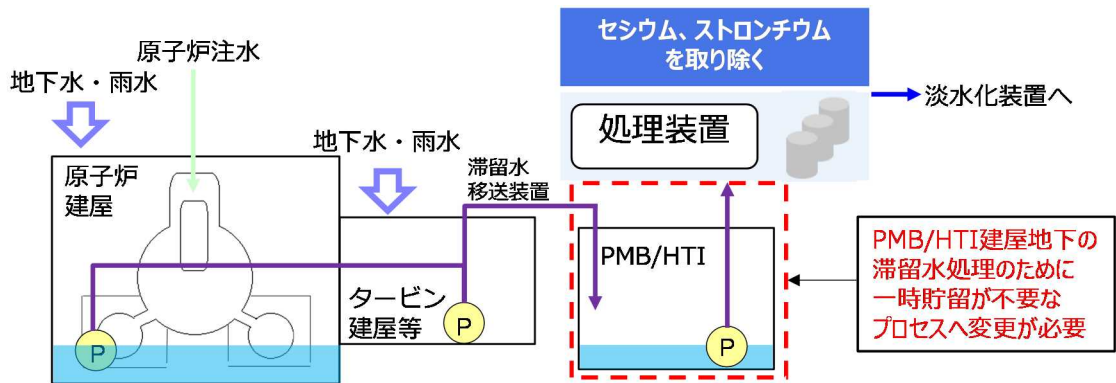 セシウム、ストロンチウム
を取り除く
原子炉注水
地下水・雨水
淡水化装置へ
処理装置
地下水・雨水
滞留水
移送装置
原子炉
建屋
PMB/HTI
PMB/HTI建屋地下の
滞留水処理のために
一時貯留が不要な
プロセスへ変更が必要
タービン
建屋等
P
P
P